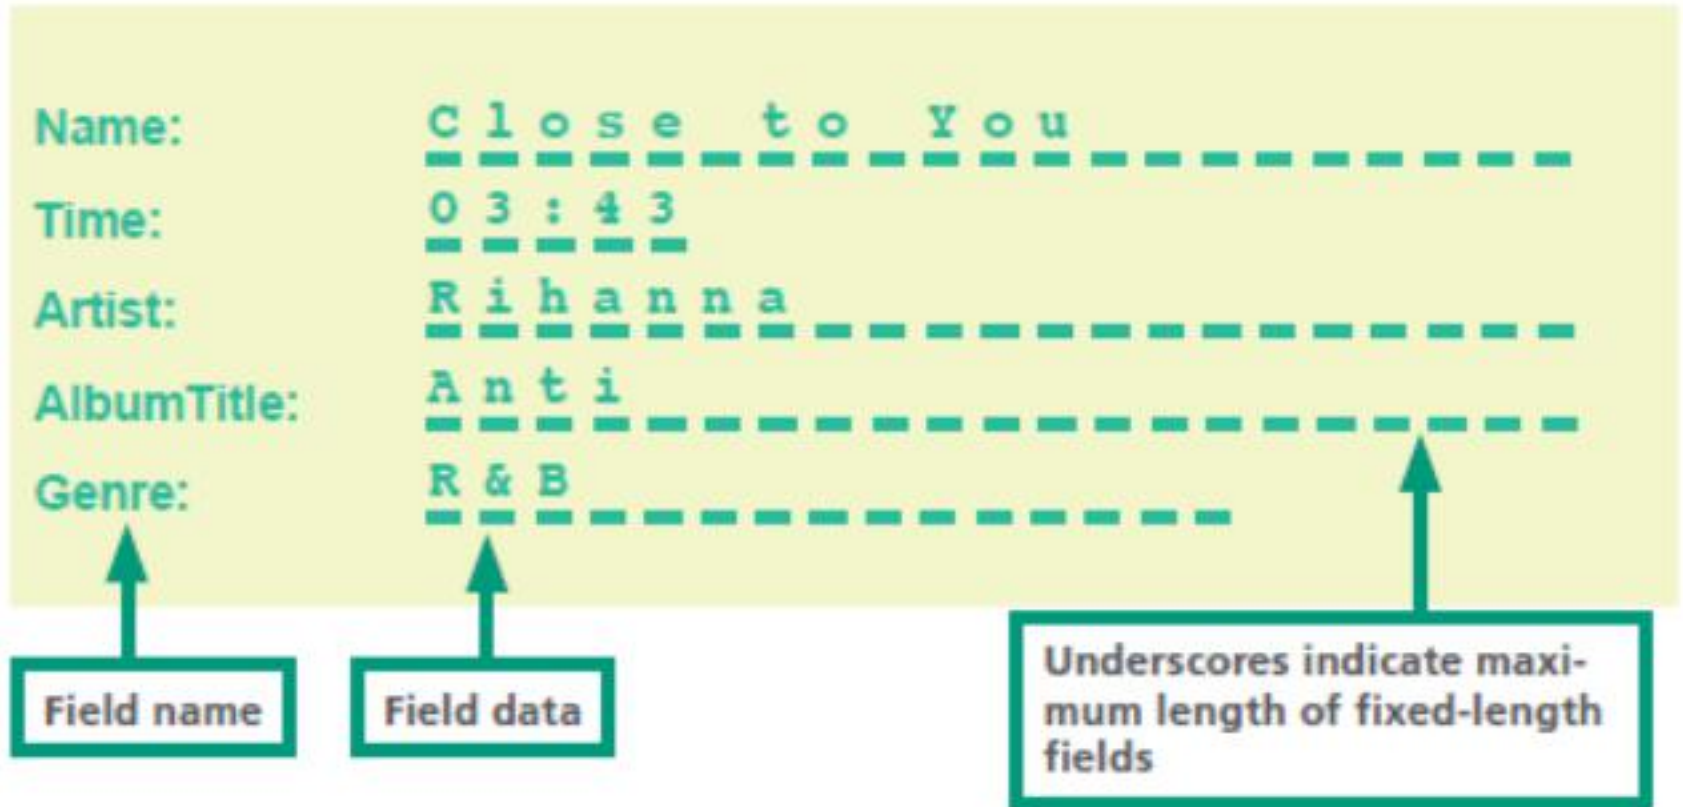 Name: Close to You
Time: 03:43
Artist: Rihanna
AlbumTitle: Anti
Genre: R&B
Field name
Field data
Underscores indicate maxi-
mum length of fixed-length
fields